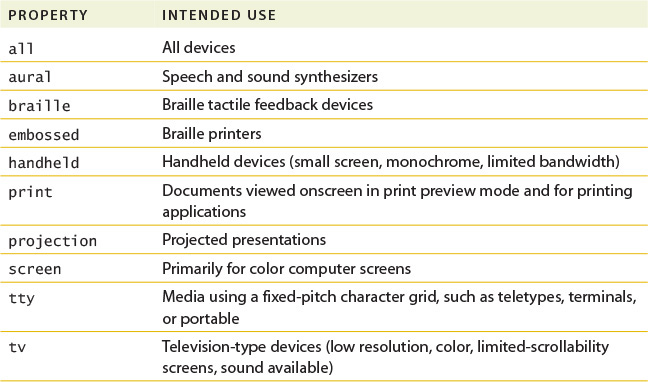 PROPERTY INTENDED USE
all All devices
aural Speech and sound synthesizers
braille Braille tactile feedback devices
embossed Braille printers
handheld Handheld devices (small screen, monochrome, limited bandwidth)
print Documents viewed onscreen in print preview mode and for printing
applications
projection Projected presentations
screen Primarily for color computer screens
tty Media using a fixed-pitch character grid, such as teletypes, terminals,
or portable
tv Television-type devices (low resolution, color, limited-scrollability
screens, sound available)